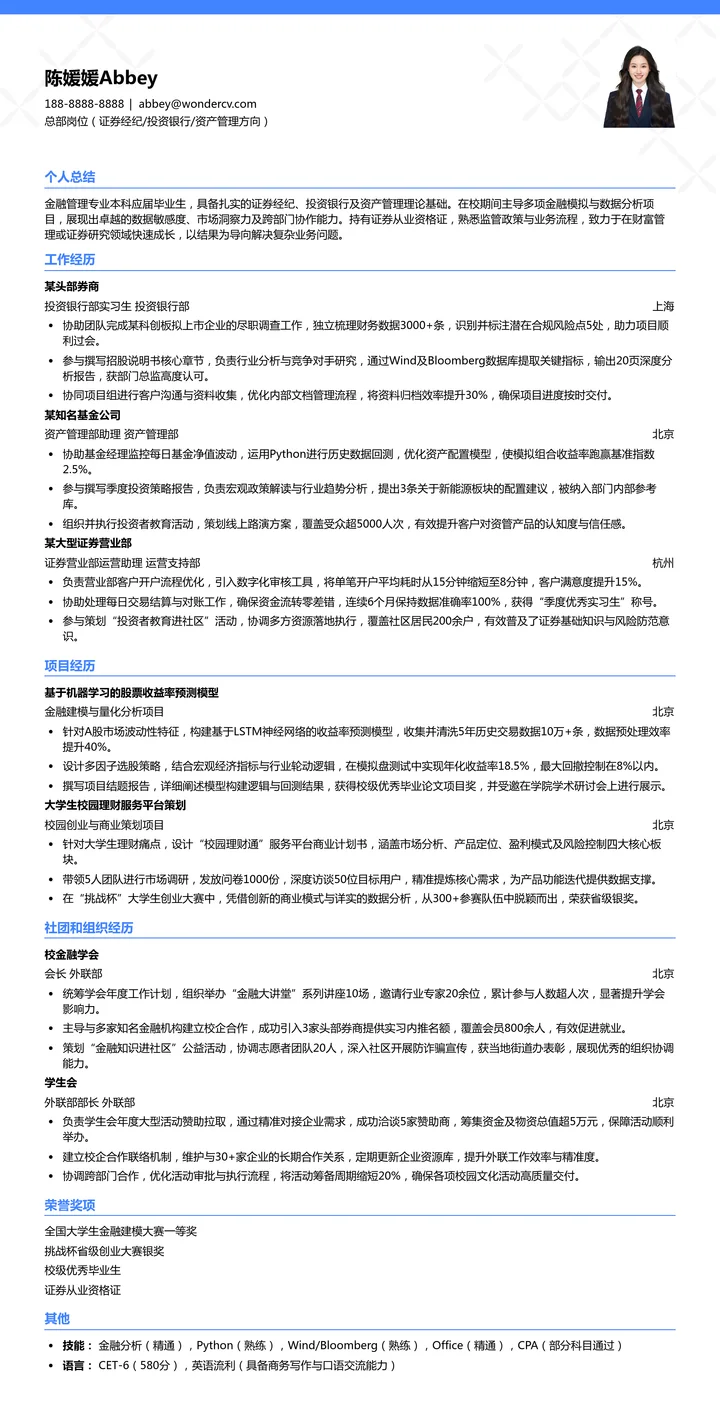 陈媛媛Abbey
188-8888-8888 | abbey@wondercv.com
总部岗位（证券经纪/投资银行/资产管理方向）
个人总结
金融管理专业本科应届毕业生，具备扎实的证券经纪、投资银行及资产管理理论基础。在校期间主导多项金融模拟与数据分析项
目，展现出卓越的数据敏感度、市场洞察力及跨部门协作能力。持有证券从业资格证，熟悉监管政策与业务流程，致力于在财富管
理或证券研究领域快速成长，以结果为导向解决复杂业务问题。
工作经历
某头部券商
投资银行部实习生 投资银行部 上海
• 协助团队完成某科创板拟上市企业的尽职调查工作，独立梳理财务数据3000+条，识别并标注潜在合规风险点5处，助力项目顺
利过会。
• 参与撰写招股说明书核心章节，负责行业分析与竞争对手研究，通过Wind及Bloomberg数据库提取关键指标，输出20页深度分
析报告，获部门总监高度认可。
• 协同项目组进行客户沟通与资料收集，优化内部文档管理流程，将资料归档效率提升30%，确保项目进度按时交付。
某知名基金公司
资产管理部助理 资产管理部 北京
• 协助基金经理监控每日基金净值波动，运用Python进行历史数据回测，优化资产配置模型，使模拟组合收益率跑赢基准指数
2.5%。
• 参与撰写季度投资策略报告，负责宏观政策解读与行业趋势分析，提出3条关于新能源板块的配置建议，被纳入部门内部参考
库。
• 组织并执行投资者教育活动，策划线上路演方案，覆盖受众超5000人次，有效提升客户对资管产品的认知度与信任感。
某大型证券营业部
证券营业部运营助理 运营支持部 杭州
• 负责营业部客户开户流程优化，引入数字化审核工具，将单笔开户平均耗时从15分钟缩短至8分钟，客户满意度提升15%。
• 协助处理每日交易结算与对账工作，确保资金流转零差错，连续6个月保持数据准确率100%，获得“季度优秀实习生”称号。
• 参与策划“投资者教育进社区”活动，协调多方资源落地执行，覆盖社区居民200余户，有效普及了证券基础知识与风险防范意
识。
项目经历
基于机器学习的股票收益率预测模型
金融建模与量化分析项目 北京
• 针对A股市场波动性特征，构建基于LSTM神经网络的收益率预测模型，收集并清洗5年历史交易数据10万+条，数据预处理效率
提升40%。
• 设计多因子选股策略，结合宏观经济指标与行业轮动逻辑，在模拟盘测试中实现年化收益率18.5%，最大回撤控制在8%以内。
• 撰写项目结题报告，详细阐述模型构建逻辑与回测结果，获得校级优秀毕业论文项目奖，并受邀在学院学术研讨会上进行展示。
大学生校园理财服务平台策划
校园创业与商业策划项目 北京
• 针对大学生理财痛点，设计“校园理财通”服务平台商业计划书，涵盖市场分析、产品定位、盈利模式及风险控制四大核心板
块。
• 带领5人团队进行市场调研，发放问卷1000份，深度访谈50位目标用户，精准提炼核心需求，为产品功能迭代提供数据支撑。
• 在“挑战杯”大学生创业大赛中，凭借创新的商业模式与详实的数据分析，从300+参赛队伍中脱颖而出，荣获省级银奖。
社团和组织经历
校金融学会
会长 外联部 北京
• 统筹学会年度工作计划，组织举办“金融大讲堂”系列讲座10场，邀请行业专家20余位，累计参与人数超人次，显著提升学会
影响力。
• 主导与多家知名金融机构建立校企合作，成功引入3家头部券商提供实习内推名额，覆盖会员800余人，有效促进就业。
• 策划“金融知识进社区”公益活动，协调志愿者团队20人，深入社区开展防诈骗宣传，获当地街道办表彰，展现优秀的组织协调
能力。
学生会
外联部部长 外联部 北京
• 负责学生会年度大型活动赞助拉取，通过精准对接企业需求，成功洽谈5家赞助商，筹集资金及物资总值超5万元，保障活动顺利
举办。
• 建立校企合作联络机制，维护与30+家企业的长期合作关系，定期更新企业资源库，提升外联工作效率与精准度。
• 协调跨部门合作，优化活动审批与执行流程，将活动筹备周期缩短20%，确保各项校园文化活动高质量交付。
荣誉奖项
全国大学生金融建模大赛一等奖
挑战杯省级创业大赛银奖
校级优秀毕业生
证券从业资格证
其他
• 技能： 金融分析（精通），Python（熟练），Wind/Bloomberg（熟练），Office（精通），CPA（部分科目通过）
• 语言： CET-6（580分），英语流利（具备商务写作与口语交流能力）